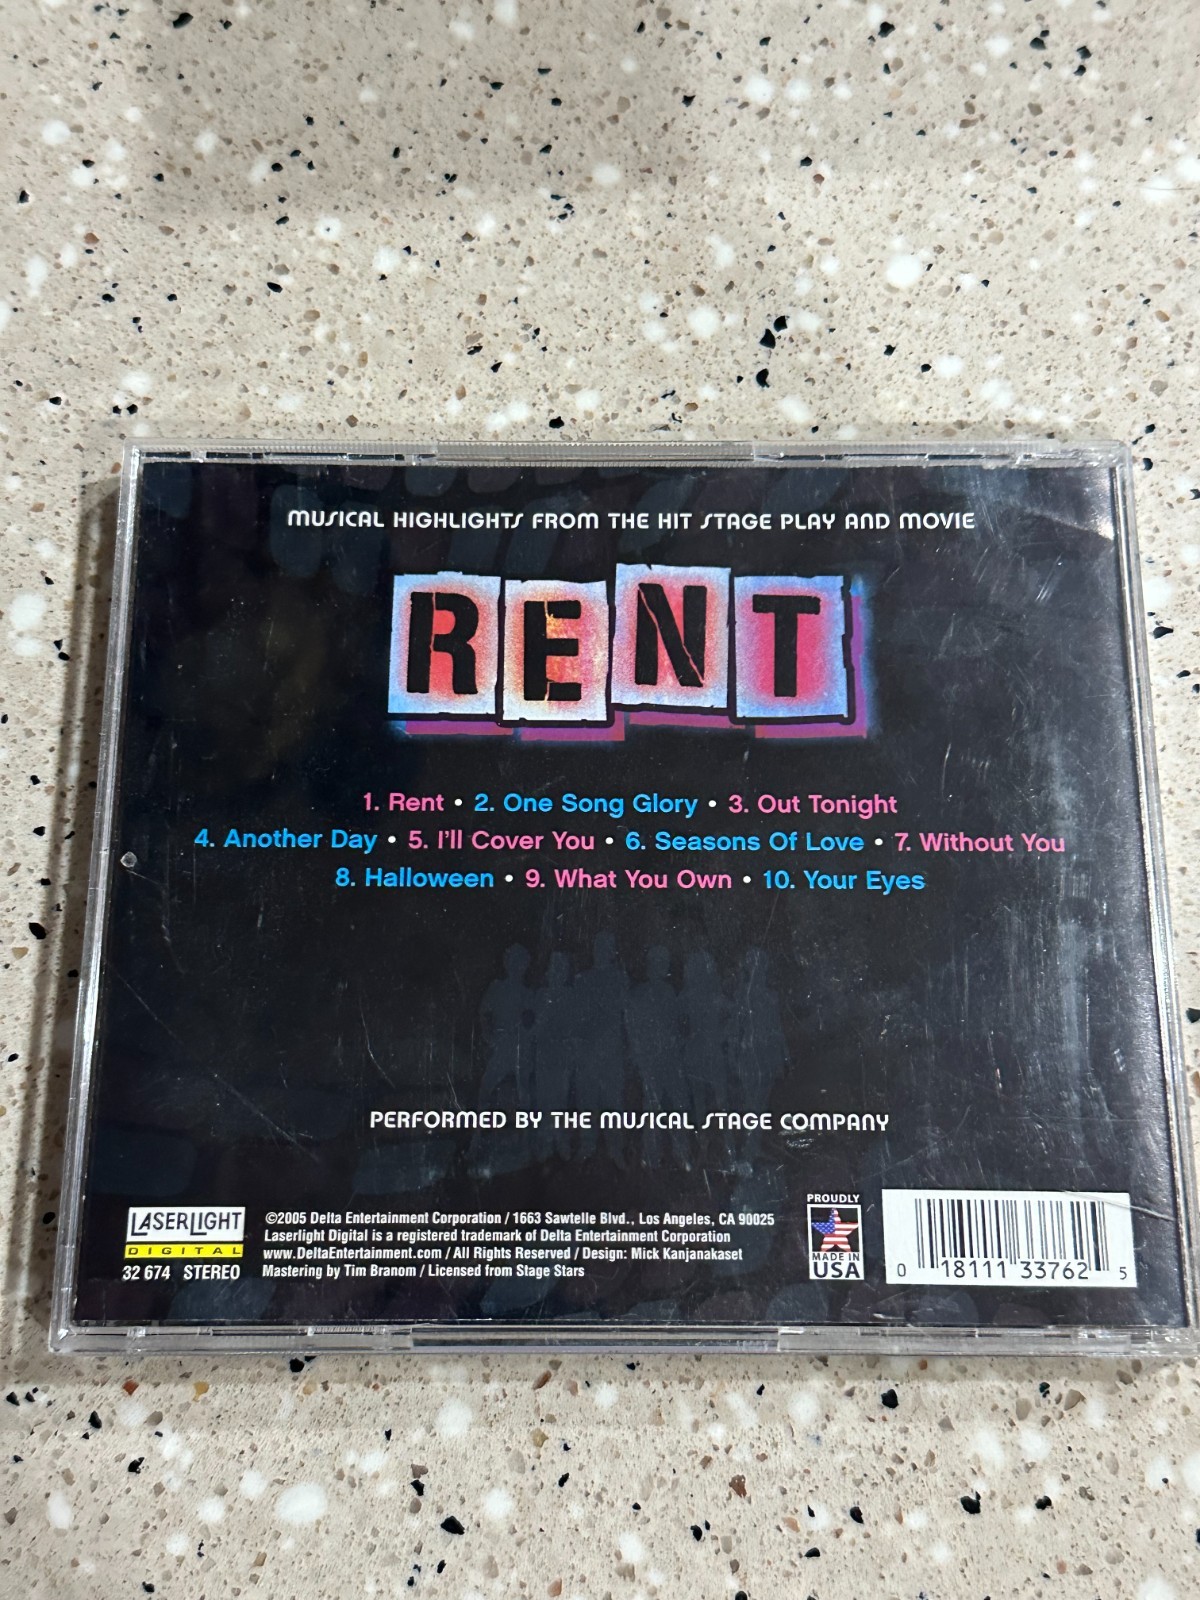 MUSICAL HIGHLIGHTS FROM THE HIT STAGE PLAY AND MOVIE
RENT
1. Rent • 2. One Song Glory • 3. Out Tonight
4. Another Day • 5. I'll Cover You • 6. Seasons Of Love • 7. Without You
8. Halloween • 9. What You Own • 10. Your Eyes
PERFORMED BY THE MUSICAL STAGE COMPANY
LASERLIGHT
DIGITAL
32 674 STEREO
©2005 Delta Entertainment Corporation / 1663 Sawtelle Blvd., Los Angeles, CA 90025
Laserlight Digital is a registered trademark of Delta Entertainment Corporation
www.DeltaEntertainment.com / All Rights Reserved / Design: Mick Kanjanakaset
Mastering by Tim Branom / Licensed from Stage Stars
PROUDLY
MADE IN
USA
0 18111 33762 5